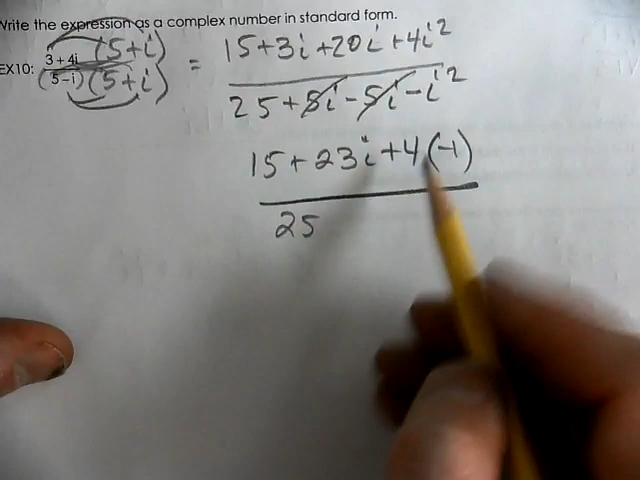 Write the expression as a complex number in standard form.
EX10: 3 + 4i (5+i) = 15+3i+20i+4i²
(5-i)(5+i) 25+5i-5i-i²
15+23i+4(-1)
25